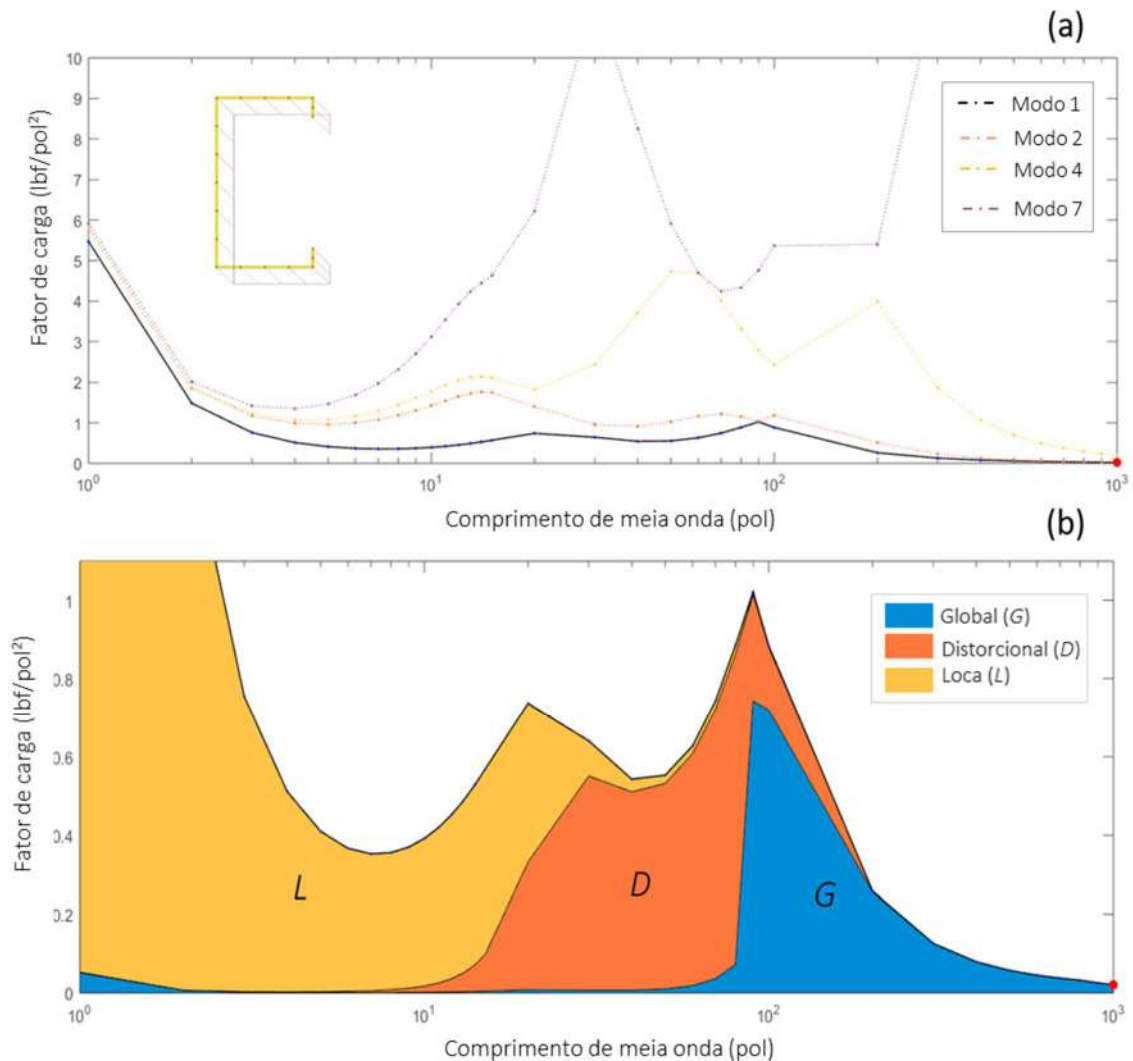 (a)
10
9
8
7
6
5
4
3
2
1
0
Fator de carga (lbf/pol²)
Modo 1
Modo 2
Modo 4
Modo 7
10⁰
10¹
10²
10³
Comprimento de meia onda (pol)
(b)
1
0.8
0.6
0.4
0.2
0
Fator de carga (lbf/pol²)
Global (G)
Distorcional (D)
Loca (L)
L
D
G
10⁰
10¹
10²
10³
Comprimento de meia onda (pol)